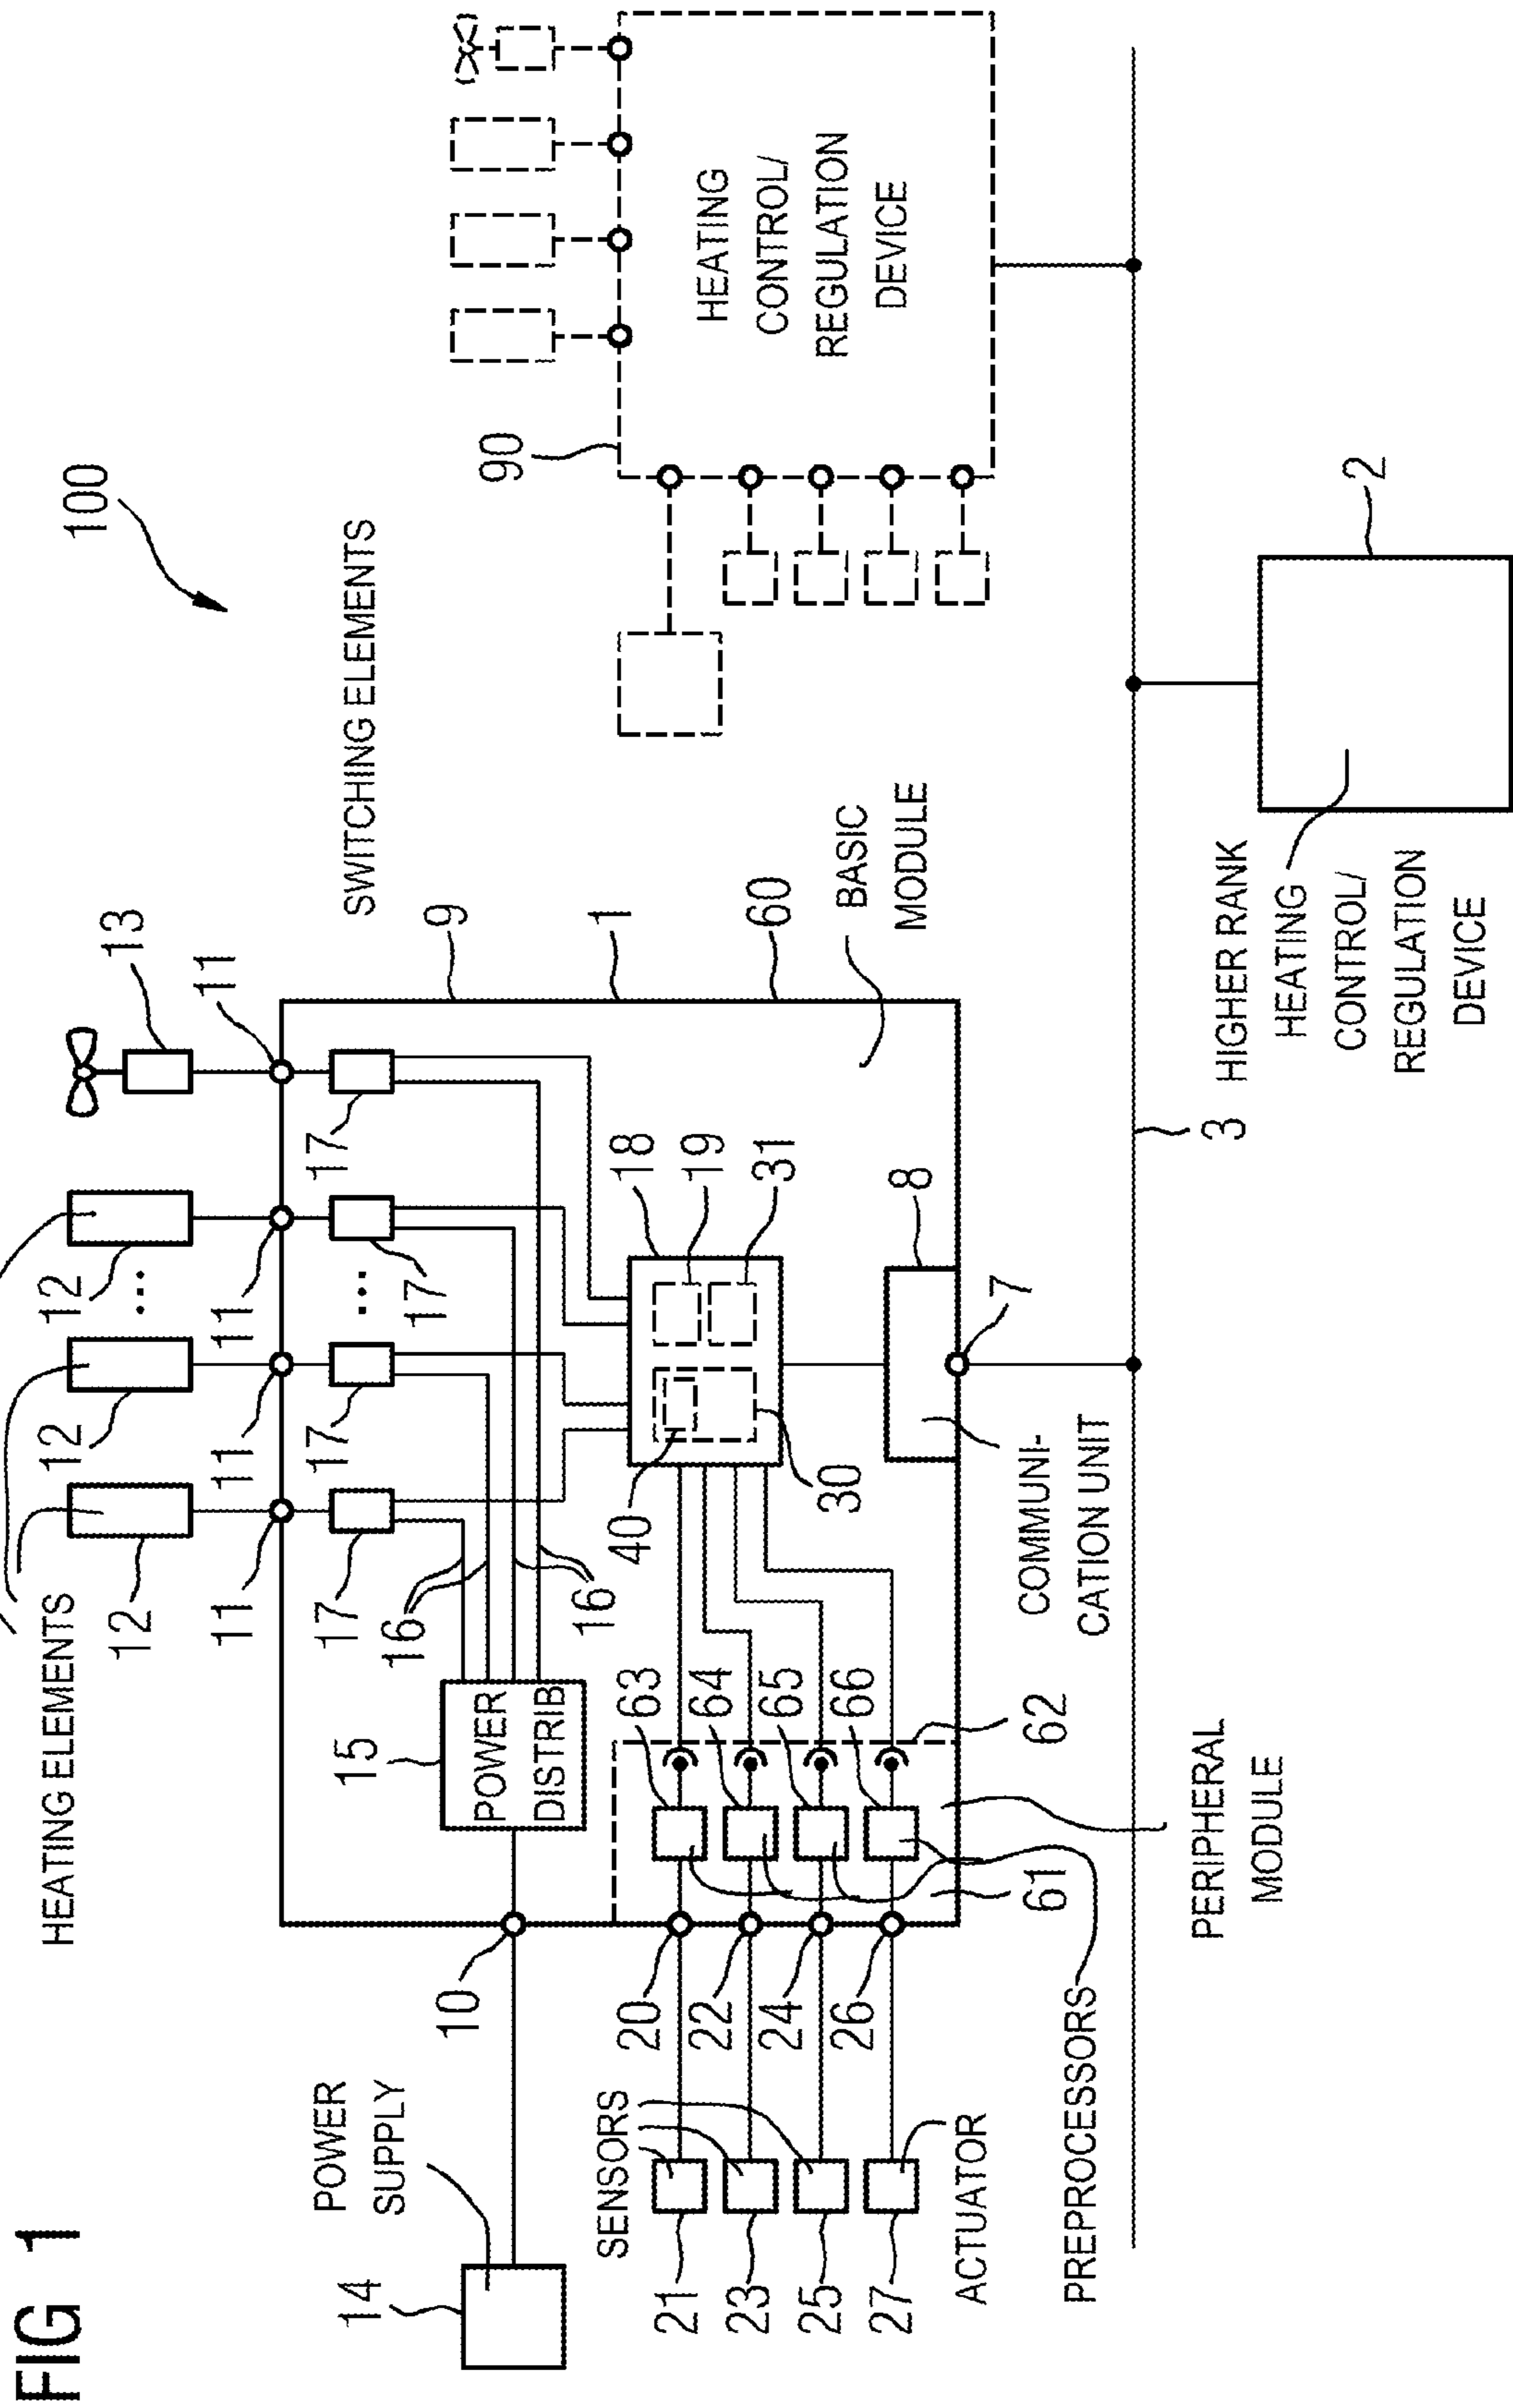 FIG 1
100
HEATING ELEMENTS
12
12
12
...
13
11
11
11
11
SWITCHING ELEMENTS
17
17
17
...
17
9
1
60
16
16
15
POWER
DISTRIB
10
POWER
SUPPLY
14
BASIC
MODULE
18
19
31
40
30
8
7
COMMUNI-
CATION UNIT
63
64
65
66
62
61
20
22
24
26
SENSORS
21
23
25
27
ACTUATOR
PREPROCESSORS
PERIPHERAL
MODULE
3
90
HEATING
CONTROL/
REGULATION
DEVICE
2
HIGHER RANK
HEATING
CONTROL/
REGULATION
DEVICE